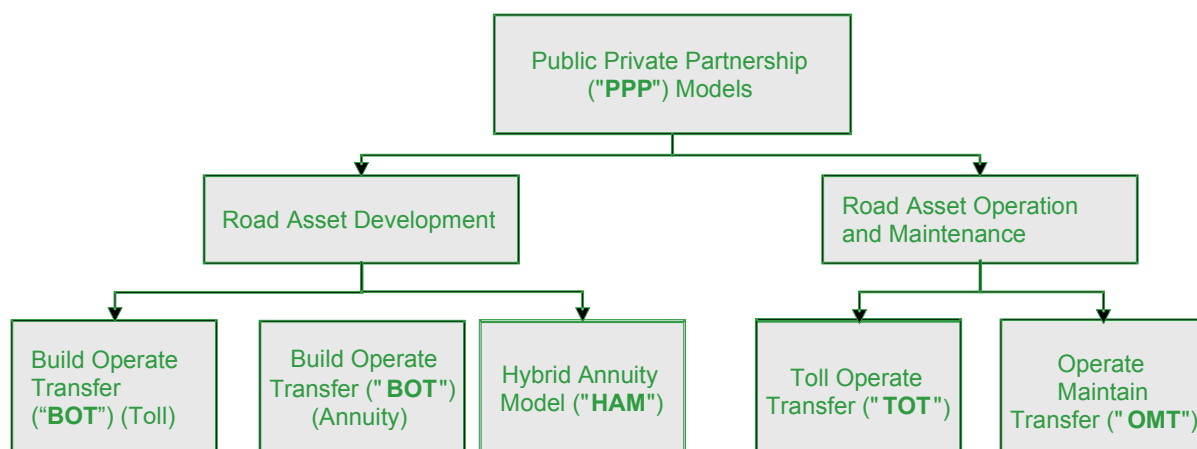 Public Private Partnership
("PPP") Models
Road Asset Development
Road Asset Operation
and Maintenance
Build Operate
Transfer
(“BOT”) (Toll)
Build Operate
Transfer ("BOT")
(Annuity)
Hybrid Annuity
Model ("HAM")
Toll Operate
Transfer ("TOT")
Operate
Maintain
Transfer ("OMT")